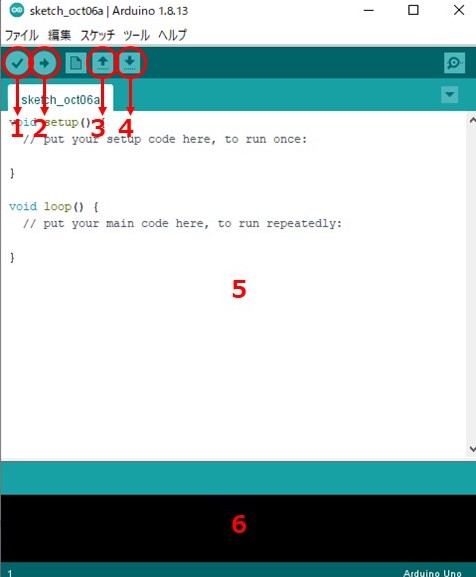 sketch_oct06a | Arduino 1.8.13
ファイル 編集 スケッチ ツール ヘルプ
sketch_oct06a
1 2 3 4
void setup() {
// put your setup code here, to run once:
}
void loop() {
// put your main code here, to run repeatedly:
}
5
6
1 Arduino Uno